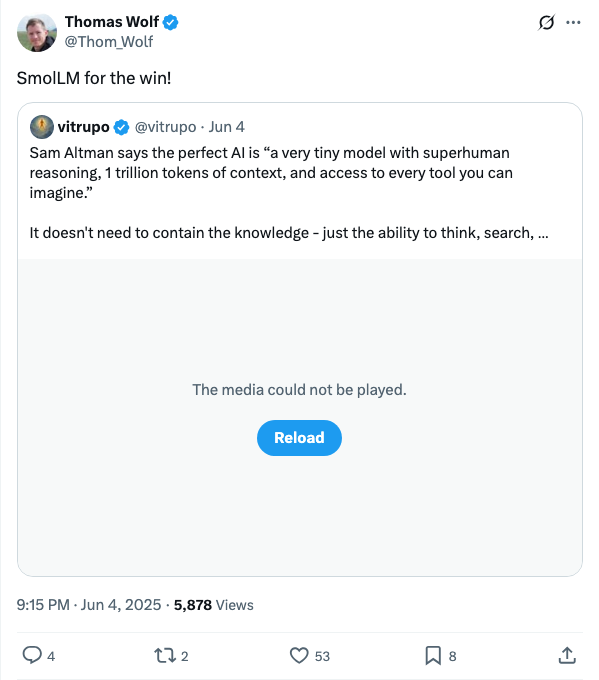 Thomas Wolf
@Thom_Wolf
SmolLM for the win!
vitrupo @vitrupo · Jun 4
Sam Altman says the perfect AI is “a very tiny model with superhuman
reasoning, 1 trillion tokens of context, and access to every tool you can
imagine.”
It doesn't need to contain the knowledge - just the ability to think, search, ...
The media could not be played.
Reload
9:15 PM · Jun 4, 2025 · 5,878 Views
4 2 53 8